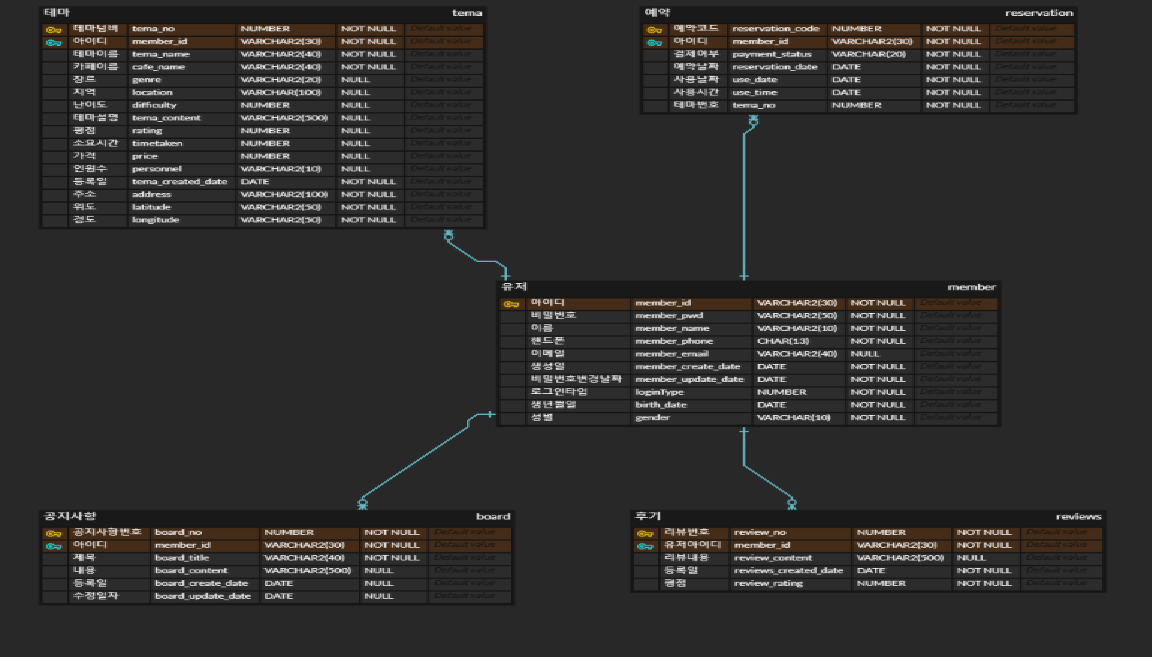 테마 tema
테마넘버 tema_no NUMBER NOT NULL Default value
아이디 member_id VARCHAR2(30) NOT NULL Default value
테마이름 tema_name VARCHAR2(40) NOT NULL Default value
카페이름 cafe_name VARCHAR2(40) NOT NULL Default value
장르 genre VARCHAR2(20) NULL Default value
지역 location VARCHAR(100) NULL Default value
난이도 difficulty NUMBER NULL Default value
테마설명 tema_content VARCHAR2(500) NULL Default value
평점 rating NUMBER NULL Default value
소요시간 timetaken NUMBER NULL Default value
가격 price NUMBER NULL Default value
인원수 personnel VARCHAR2(10) NULL Default value
등록일 tema_created_date DATE NOT NULL Default value
주소 address VARCHAR2(100) NOT NULL Default value
위도 latitude VARCHAR2(50) NOT NULL Default value
경도 longitude VARCHAR2(50) NOT NULL Default value
예약 reservation
예약코드 reservation_code NUMBER NOT NULL Default value
아이디 member_id VARCHAR2(30) NOT NULL Default value
결제여부 payment_status VARCHAR(20) NOT NULL Default value
예약날짜 reservation_date DATE NOT NULL Default value
사용날짜 use_date DATE NOT NULL Default value
사용시간 use_time DATE NOT NULL Default value
테마번호 tema_no NUMBER NOT NULL Default value
유저 member
아이디 member_id VARCHAR2(30) NOT NULL Default value
비밀번호 member_pwd VARCHAR2(50) NOT NULL Default value
이름 member_name VARCHAR2(10) NOT NULL Default value
핸드폰 member_phone CHAR(13) NOT NULL Default value
이메일 member_email VARCHAR2(40) NULL Default value
생성일 member_create_date DATE NOT NULL Default value
비밀번호변경날짜 member_update_date DATE NOT NULL Default value
로그인타입 loginType NUMBER NOT NULL Default value
생년월일 birth_date DATE NOT NULL Default value
성별 gender VARCHAR(10) NOT NULL Default value
공지사항 board
공지사항번호 board_no NUMBER NOT NULL Default value
아이디 member_id VARCHAR2(30) NOT NULL Default value
제목 board_title VARCHAR2(40) NOT NULL Default value
내용 board_content VARCHAR2(500) NULL Default value
등록일 board_create_date DATE NULL Default value
수정일자 board_update_date DATE NULL Default value
후기 reviews
리뷰번호 review_no NUMBER NOT NULL Default value
유저아이디 member_id VARCHAR2(30) NOT NULL Default value
리뷰내용 review_content VARCHAR2(500) NULL Default value
등록일 reviews_created_date DATE NOT NULL Default value
평점 review_rating NUMBER NOT NULL Default value